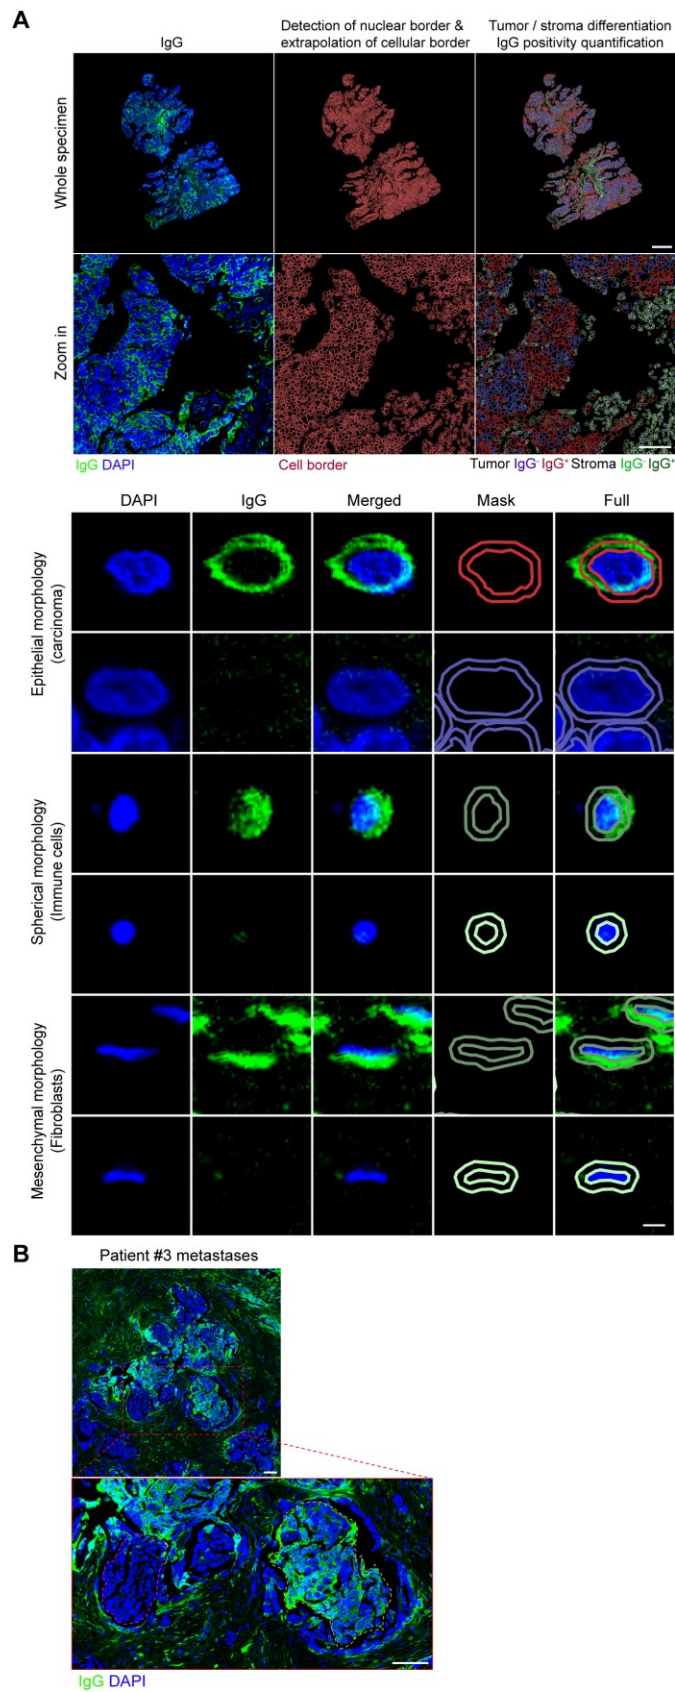 A
IgG
Detection of nuclear border &
extrapolation of cellular border
Tumor / stroma differentiation
IgG positivity quantification
Whole specimen
Zoom in
IgG DAPI
Cell border
Tumor IgG⁻ IgG⁺ Stroma IgG⁻ IgG⁺
DAPI
IgG
Merged
Mask
Full
Epithelial morphology
(carcinoma)
Spherical morphology
(Immune cells)
Mesenchymal morphology
(Fibroblasts)
B
Patient #3 metastases
IgG DAPI